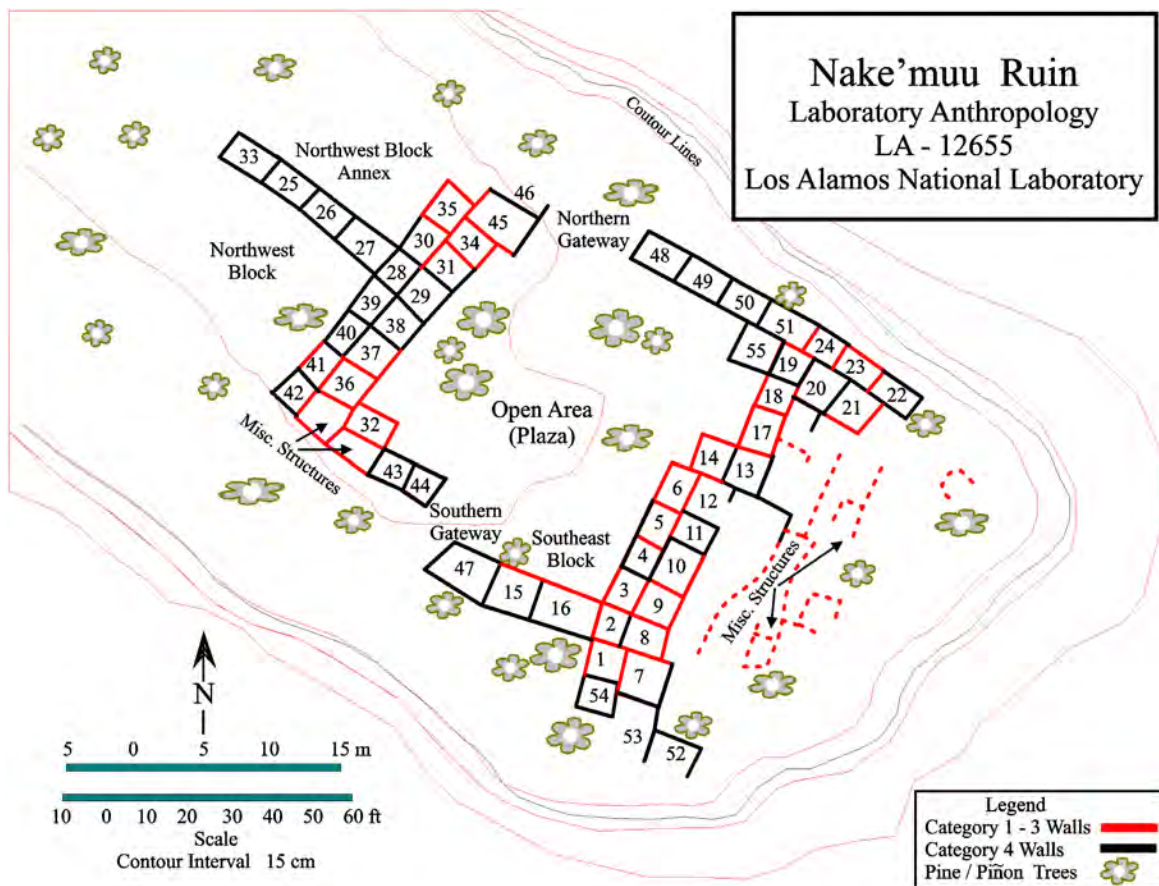 Nake'muu Ruin
Laboratory Anthropology
LA - 12655
Los Alamos National Laboratory
Coutour Lines
Northwest Block
Annex
33
25
26
27
Northwest
Block
35
46
45
30
34
31
28
29
39
40
38
37
41
36
42
32
43
44
Misc. Structures
Northern
Gateway
48
49
50
51
24
23
22
55
19
20
21
18
17
14
13
Open Area
(Plaza)
6
12
5
11
4
10
3
9
2
8
1
7
54
53
52
Southern
Gateway
Southeast
Block
47
15
16
Misc. Structures
N
5 0 5 10 15 m
10 0 10 20 30 40 50 60 ft
Scale
Contour Interval 15 cm
Legend
Category 1 - 3 Walls
Category 4 Walls
Pine / Piñon Trees